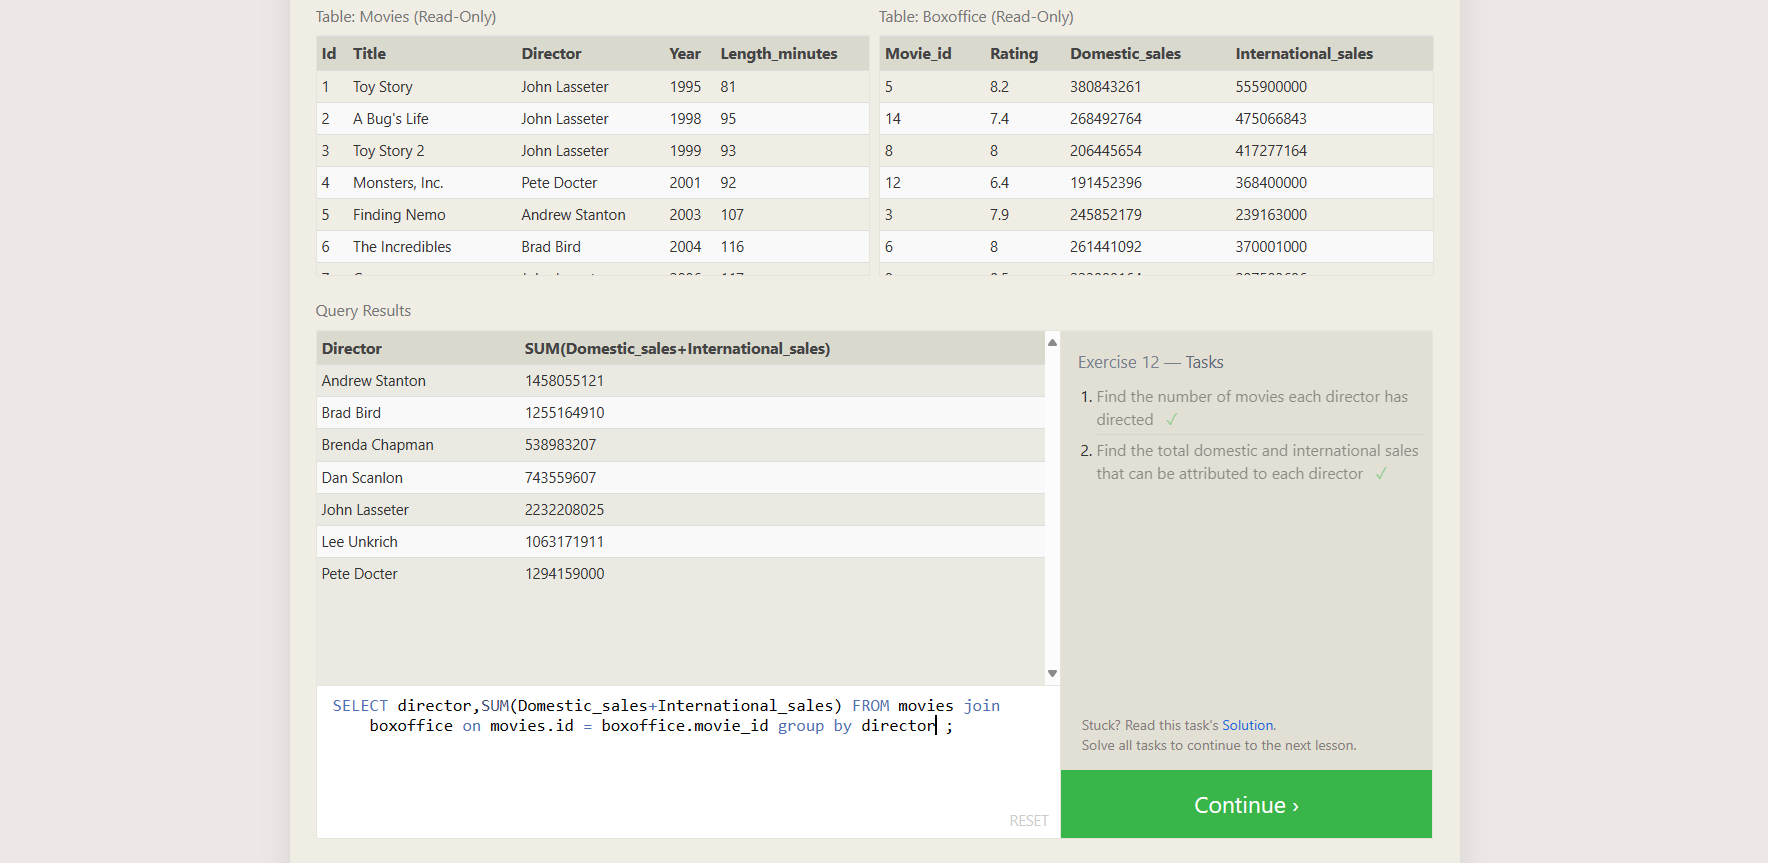 Table: Movies (Read-Only) Table: Boxoffice (Read-Only)
Id Title Director Year Length_minutes Movie_id Rating Domestic_sales International_sales
1 Toy Story John Lasseter 1995 81 5 8.2 380843261 555900000
2 A Bug's Life John Lasseter 1998 95 14 7.4 268492764 475066843
3 Toy Story 2 John Lasseter 1999 93 8 8 206445654 417277164
4 Monsters, Inc. Pete Docter 2001 92 12 6.4 191452396 368400000
5 Finding Nemo Andrew Stanton 2003 107 3 7.9 245852179 239163000
6 The Incredibles Brad Bird 2004 116 6 8 261441092 370001000
Query Results
Director SUM(Domestic_sales+International_sales)
Andrew Stanton 1458055121
Brad Bird 1255164910
Brenda Chapman 538983207
Dan Scanlon 743559607
John Lasseter 2232208025
Lee Unkrich 1063171911
Pete Docter 1294159000
SELECT director,SUM(Domestic_sales+International_sales) FROM movies join
boxoffice on movies.id = boxoffice.movie_id group by director ;
RESET
Exercise 12 — Tasks
1. Find the number of movies each director has
directed ✓
2. Find the total domestic and international sales
that can be attributed to each director ✓
Stuck? Read this task's Solution.
Solve all tasks to continue to the next lesson.
Continue ›